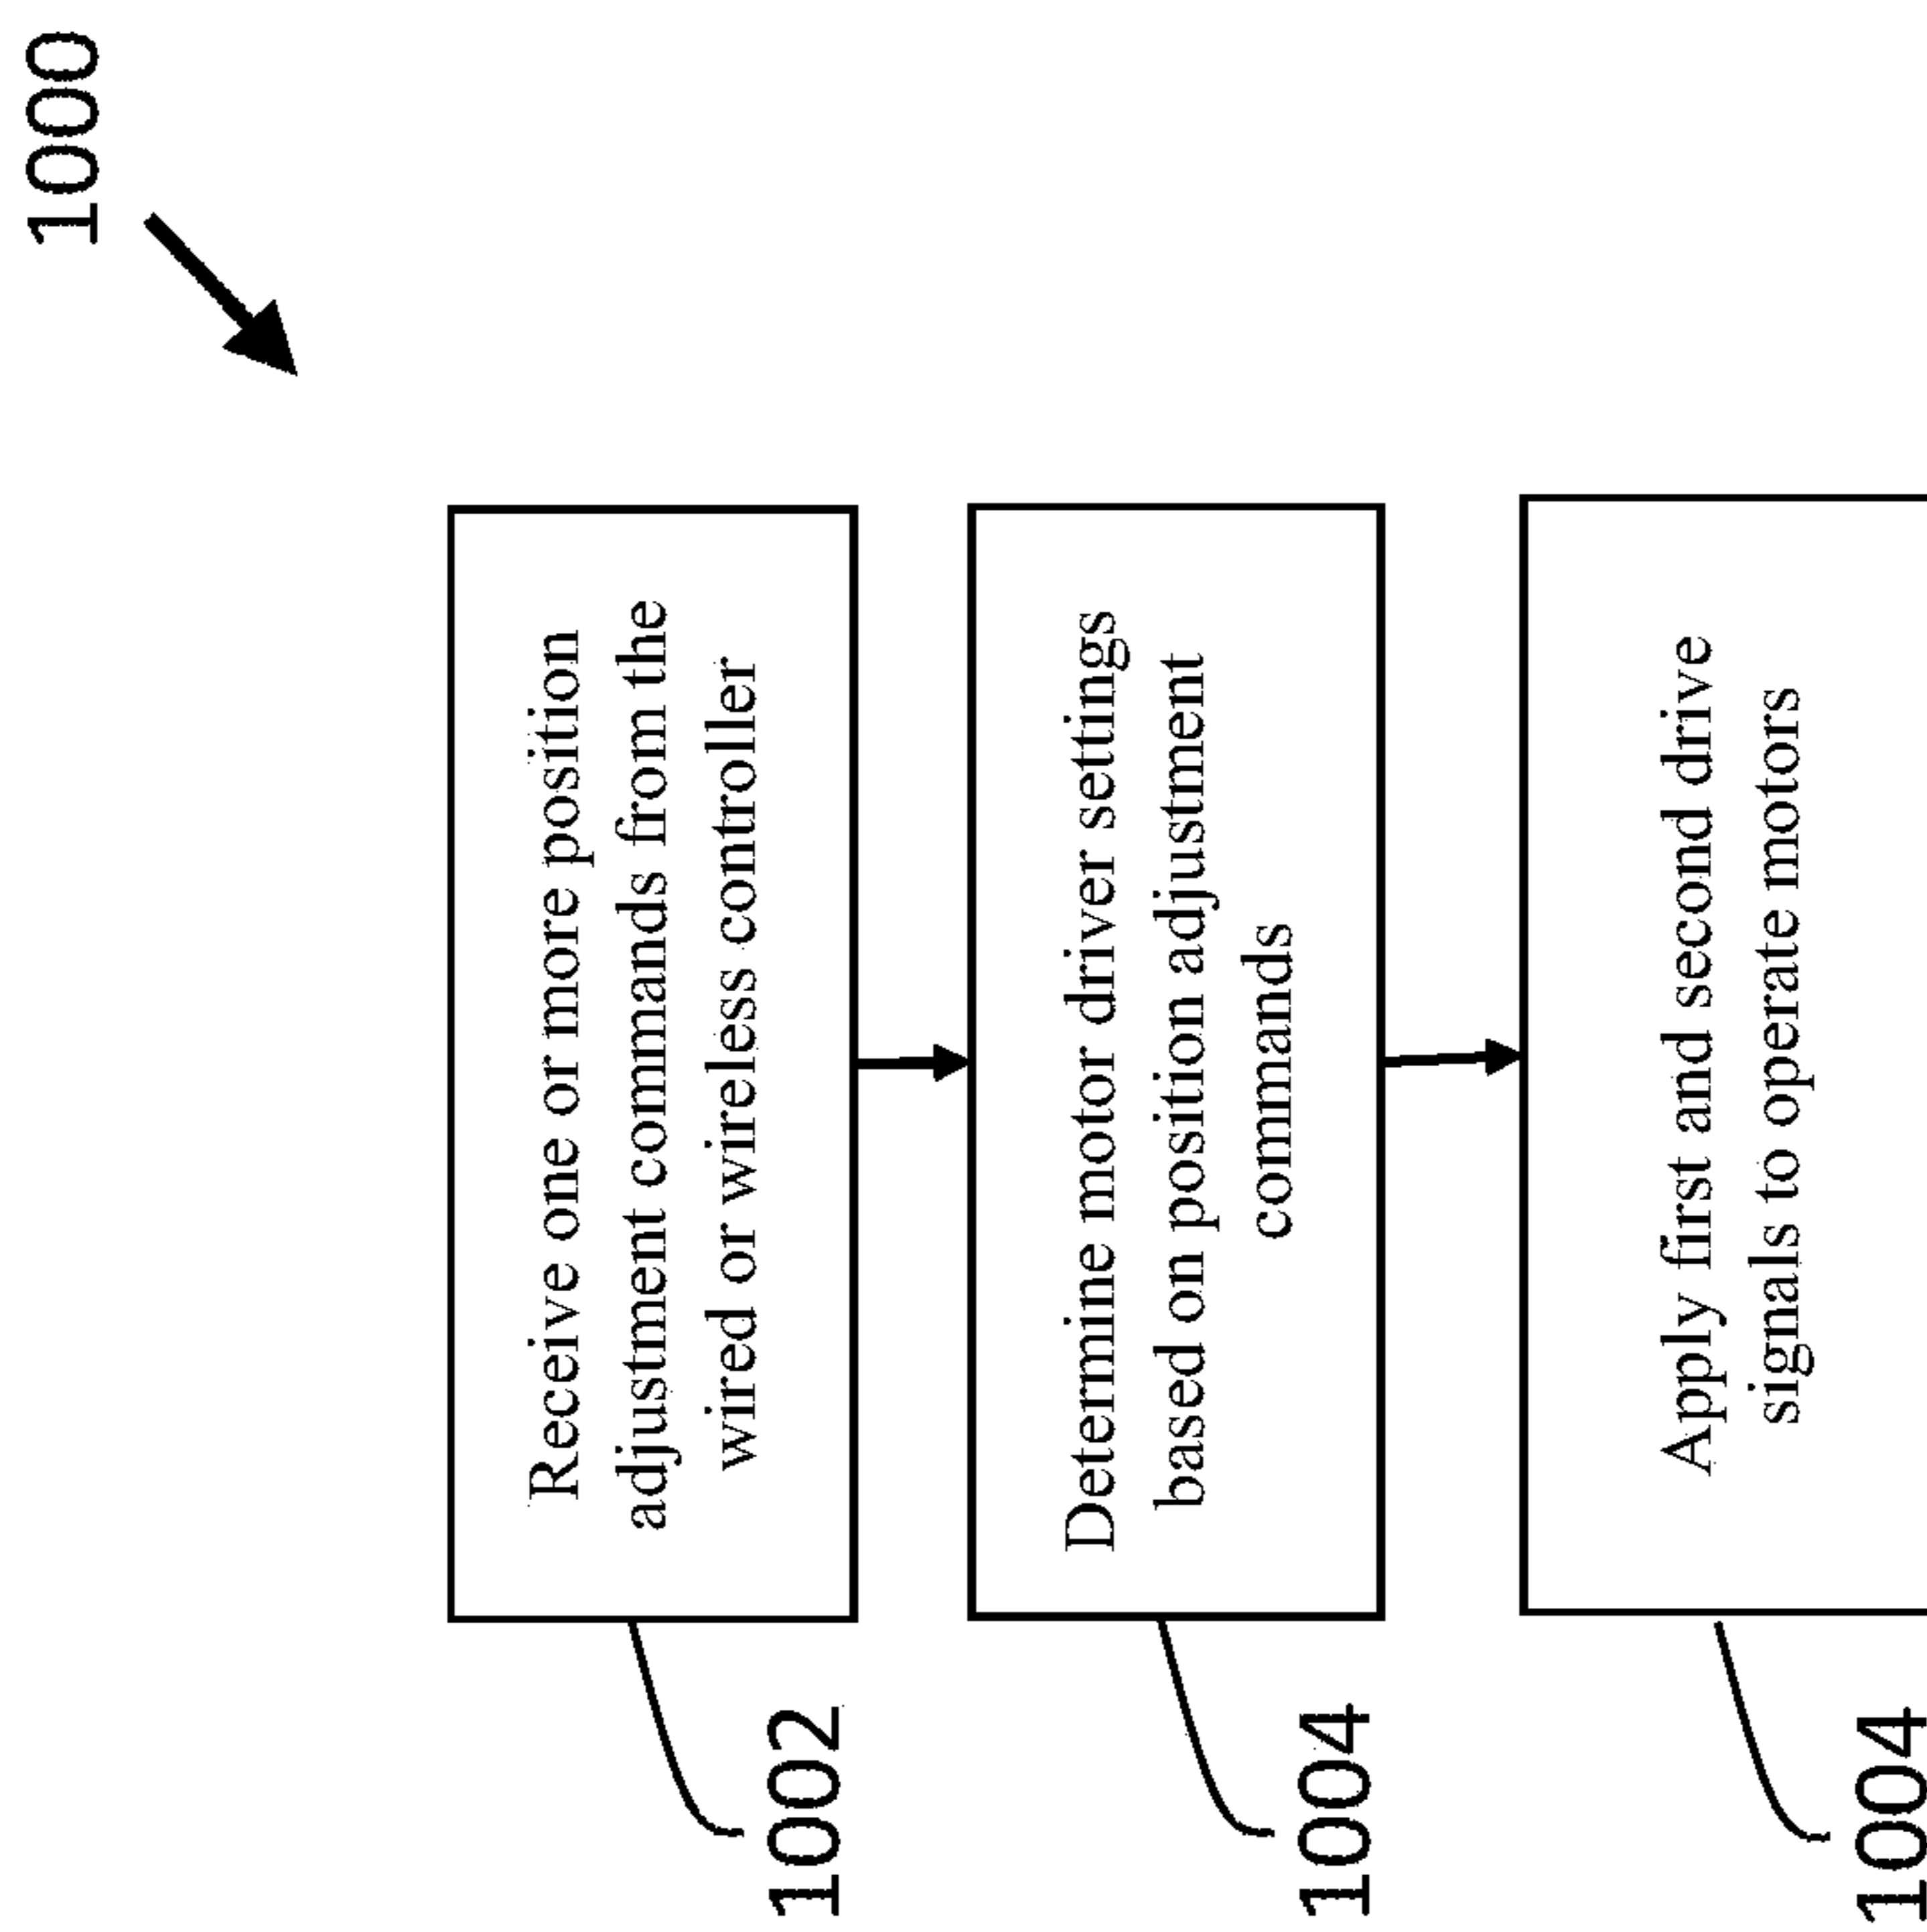 1000
Receive one or more position
adjustment commands from the
wired or wireless controller
1002
Determine motor driver settings
based on position adjustment
commands
1004
Apply first and second drive
signals to operate motors
1004